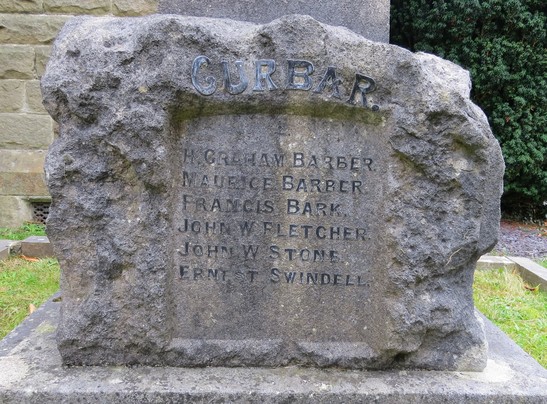 CURBAR.
H. GRAHAM BARBER.
MAURICE BARBER.
FRANCIS BARK.
JOHN W. FLETCHER.
JOHN W. STONE.
ERNEST SWINDELL.